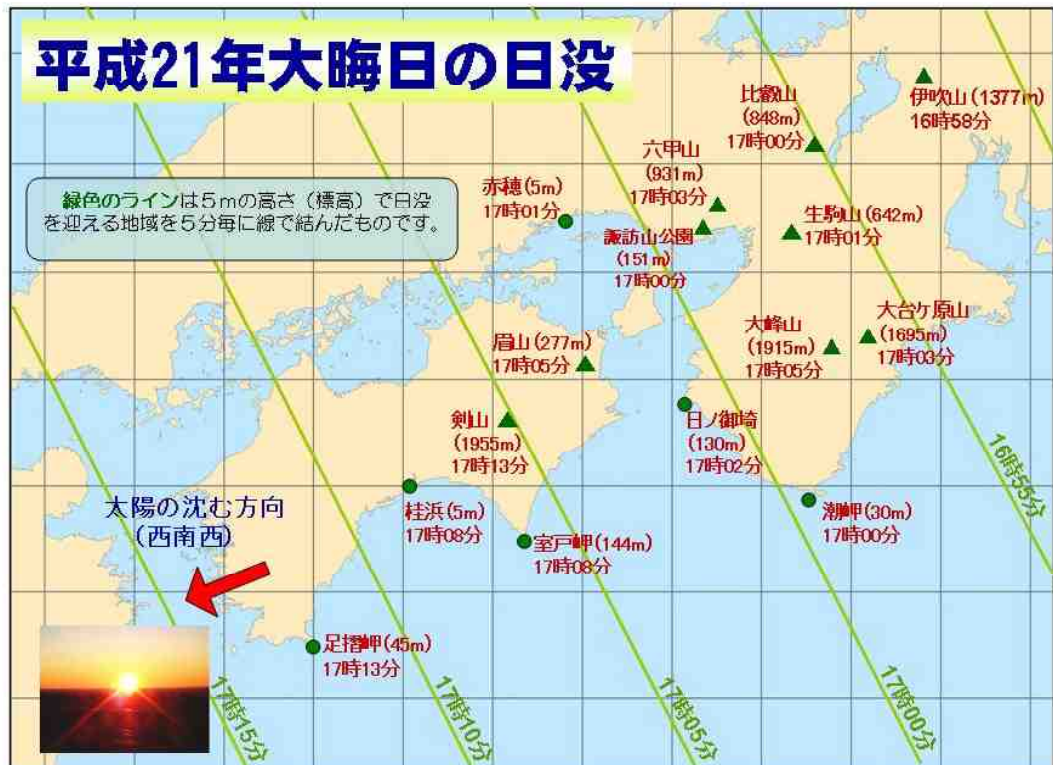 平成21年大晦日の日没
緑色のラインは5mの高さ(標高)で日没
を迎える地域を5分毎に線で結んだものです。
伊吹山(1377m)
16時58分
比叡山
(848m)
17時00分
六甲山
(931m)
17時03分
赤穂(5m)
17時01分
生駒山(642m)
17時01分
諏訪山公園
(151m)
17時00分
大台ケ原山
(1695m)
17時03分
大峰山
(1915m)
17時05分
眉山(277m)
17時05分
剣山
(1955m)
17時13分
日ノ御埼
(130m)
17時02分
16時55分
太陽の沈む方向
(西南西)
桂浜(5m)
17時08分
室戸岬(144m)
17時08分
潮岬(30m)
17時00分
足摺岬(45m)
17時13分
17時15分
17時10分
17時05分
17時00分